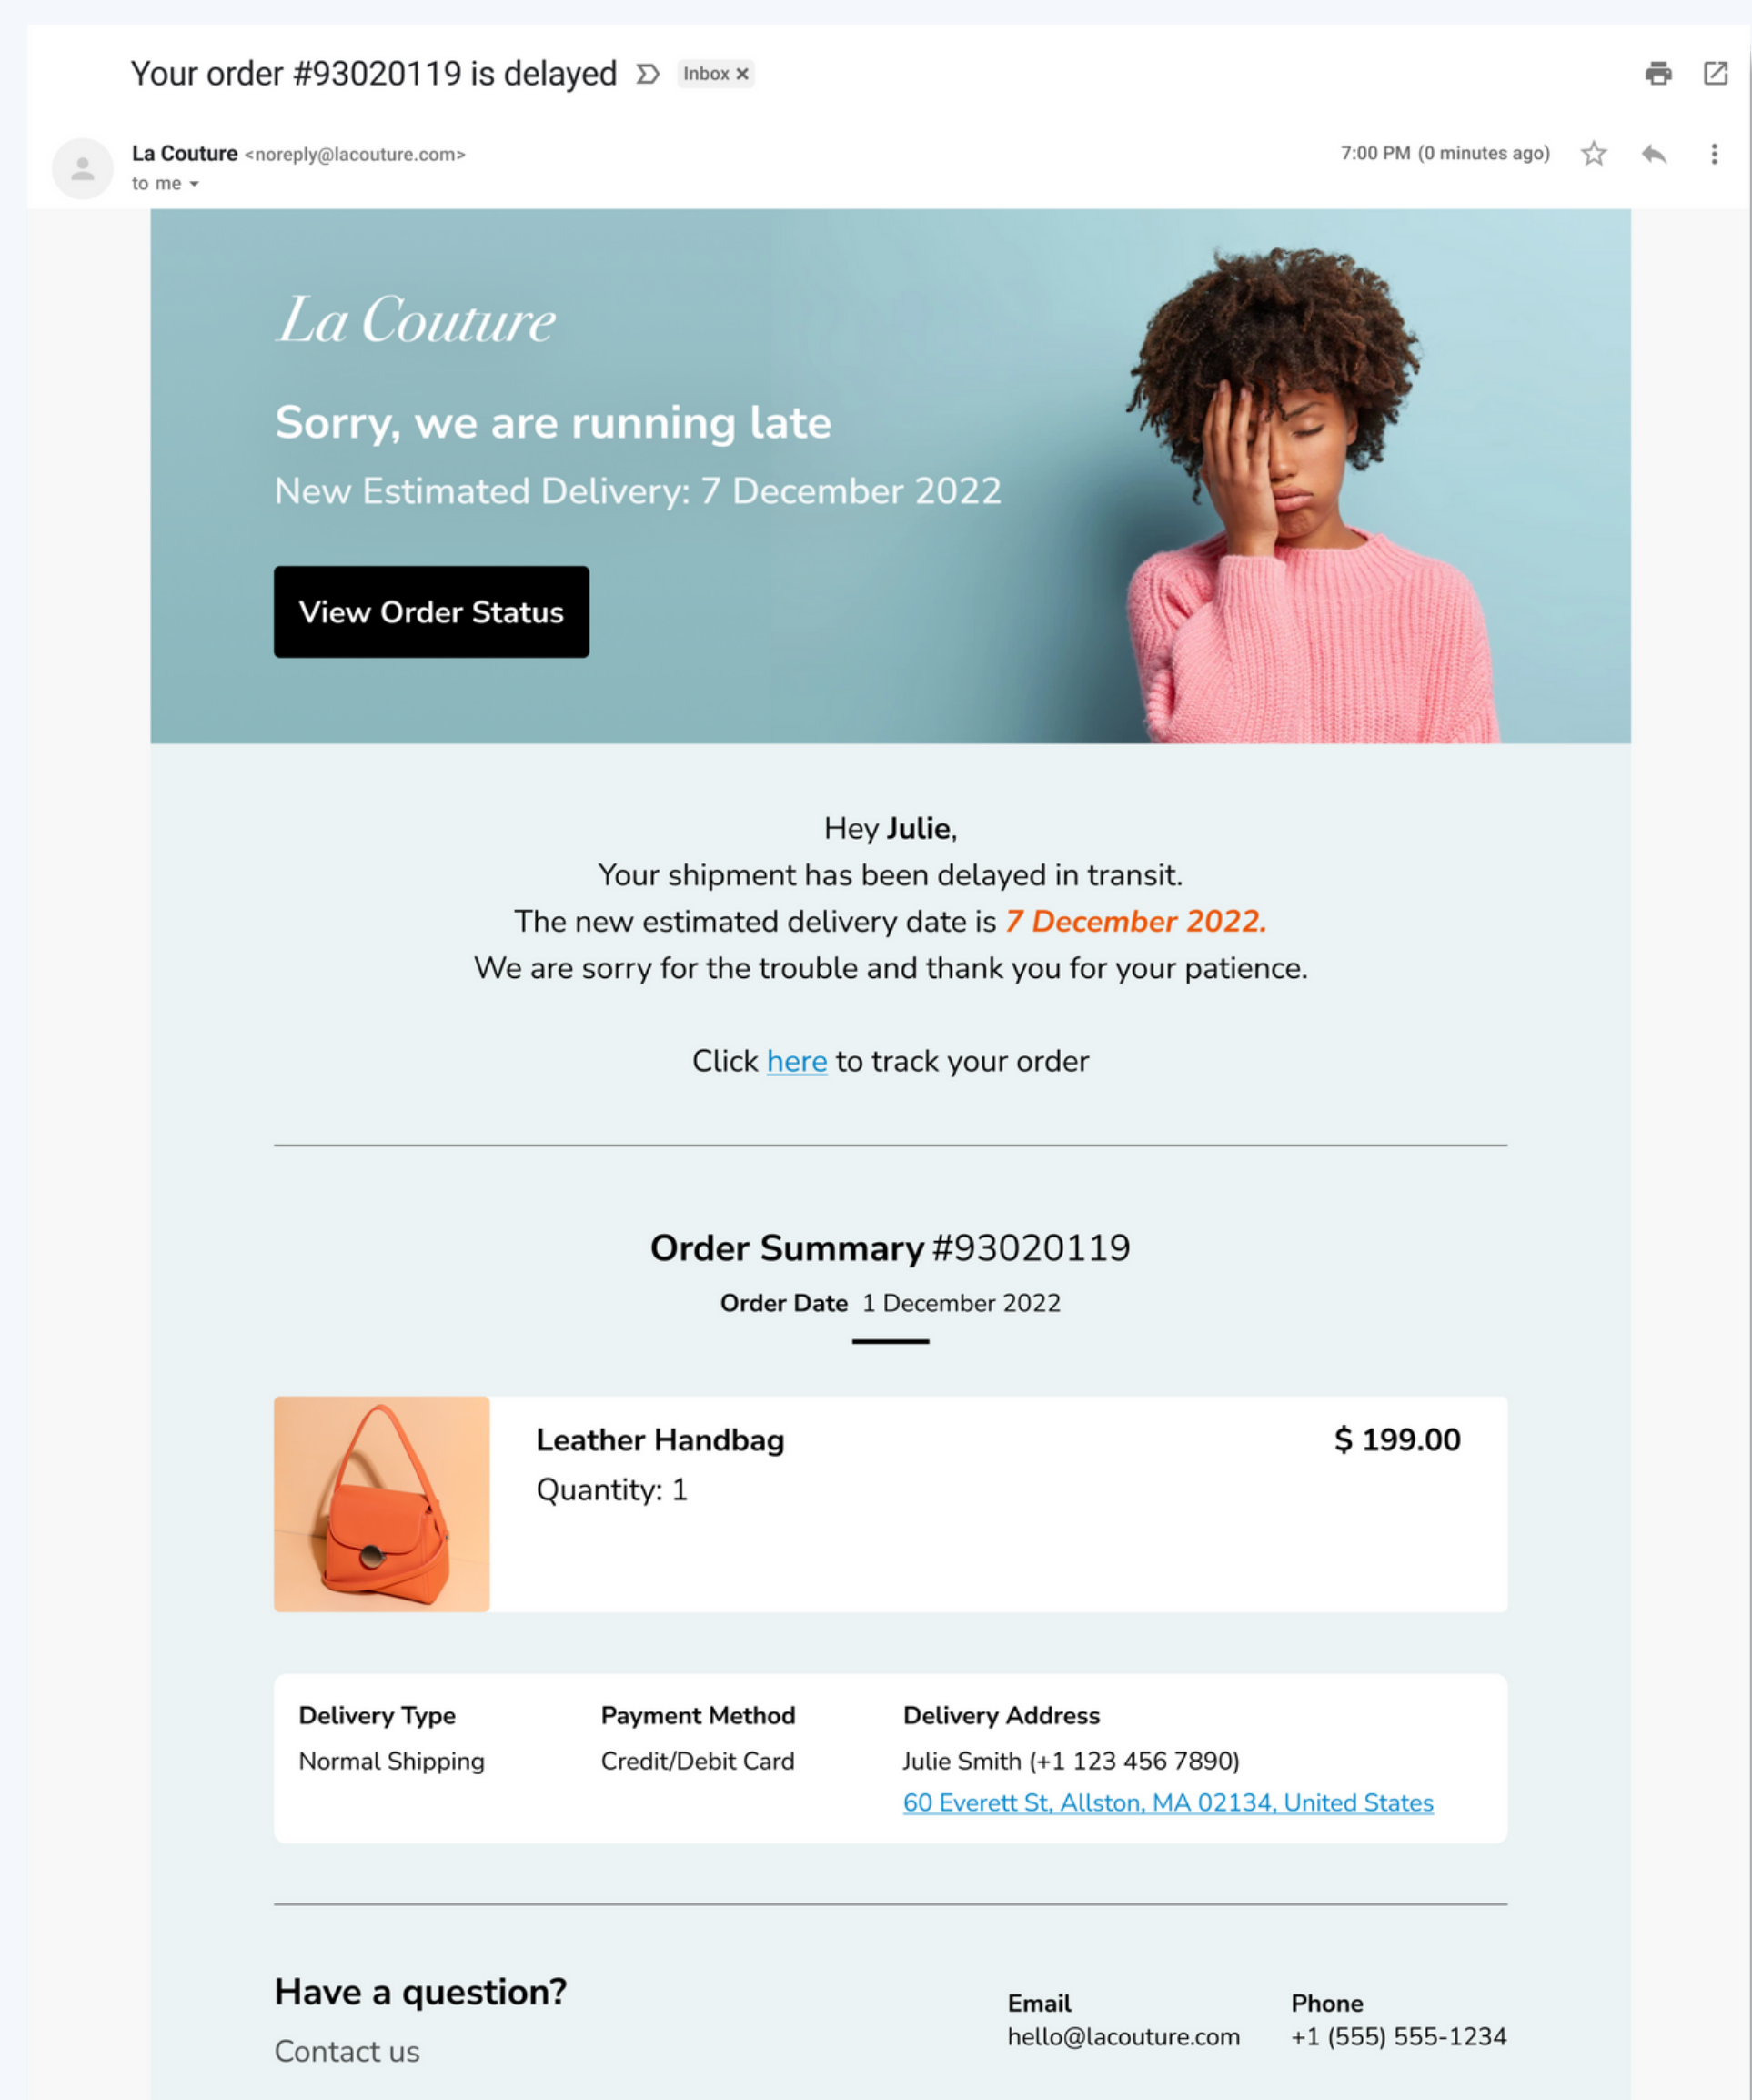 Your order #93020119 is delayed Inbox ×
La Couture <noreply@lacouture.com>
7:00 PM (0 minutes ago)
to me
La Couture
Sorry, we are running late
New Estimated Delivery: 7 December 2022
View Order Status
Hey Julie,
Your shipment has been delayed in transit.
The new estimated delivery date is 7 December 2022.
We are sorry for the trouble and thank you for your patience.
Click here to track your order
Order Summary #93020119
Order Date 1 December 2022
Leather Handbag
$ 199.00
Quantity: 1
Delivery Type
Normal Shipping
Payment Method
Credit/Debit Card
Delivery Address
Julie Smith (+1 123 456 7890)
60 Everett St, Allston, MA 02134, United States
Have a question?
Contact us
Email
hello@lacouture.com
Phone
+1 (555) 555-1234